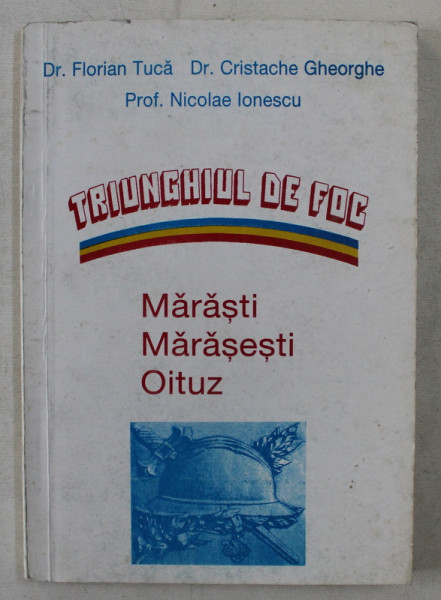 Dr. Florian Tucă Dr. Cristache Gheorghe
Prof. Nicolae Ionescu
TRIUNGHIUL DE FOC
Mărăști
Mărășești
Oituz